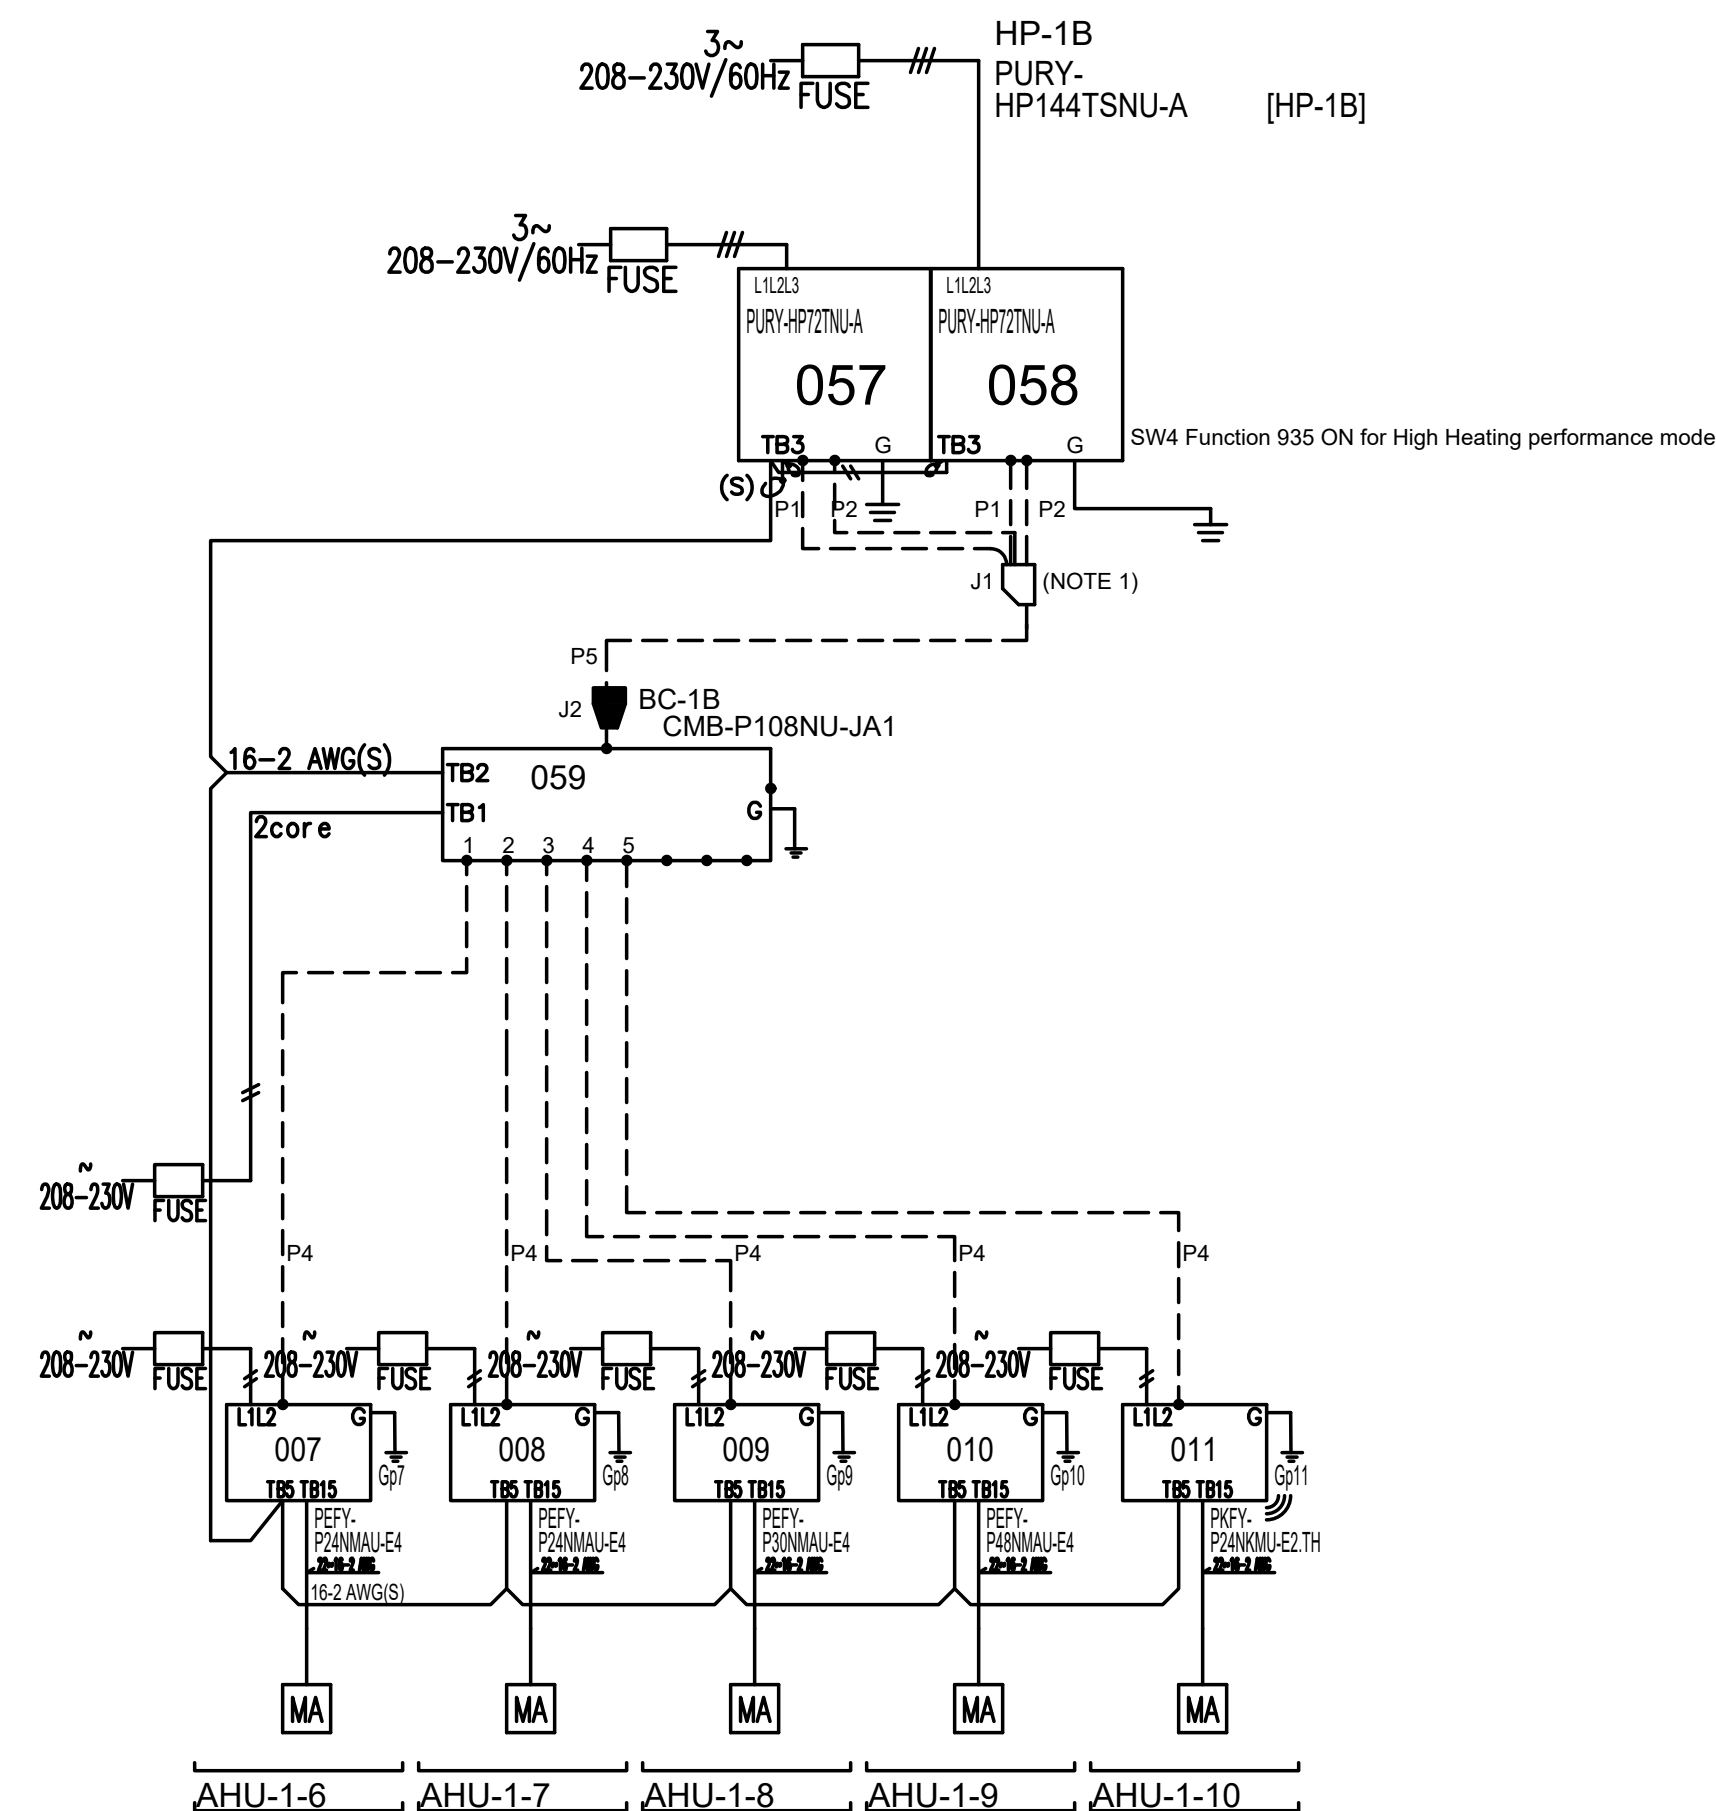 3~
208-230V/60Hz
FUSE
HP-1B
PURY-
HP144TSNU-A [HP-1B]
3~
208-230V/60Hz
FUSE
L1L2L3
PURY-HP72TNU-A
057
TB3 G
L1L2L3
PURY-HP72TNU-A
058
TB3 G
SW4 Function 935 ON for High Heating performance mode
(S)
P1 P2 P1 P2
J1 (NOTE 1)
P5
J2 BC-1B
CMB-P108NU-JA1
16-2 AWG(S)
TB2 059
TB1 G
2core
1 2 3 4 5
~
208-230V
FUSE
P4 P4 P4 P4 P4
~ ~ ~ ~ ~
208-230V 208-230V 208-230V 208-230V 208-230V
FUSE FUSE FUSE FUSE FUSE
L1L2 G L1L2 G L1L2 G L1L2 G L1L2 G
007 008 009 010 011
Gp7 Gp8 Gp9 Gp10 Gp11
TB5 TB15 TB5 TB15 TB5 TB15 TB5 TB15 TB5 TB15
PEFY- PEFY- PEFY- PEFY- PKFY-
P24NMAU-E4 P24NMAU-E4 P30NMAU-E4 P48NMAU-E4 P24NKMU-E2.TH
16-2 AWG(S)
MA MA MA MA MA
AHU-1-6 AHU-1-7 AHU-1-8 AHU-1-9 AHU-1-10